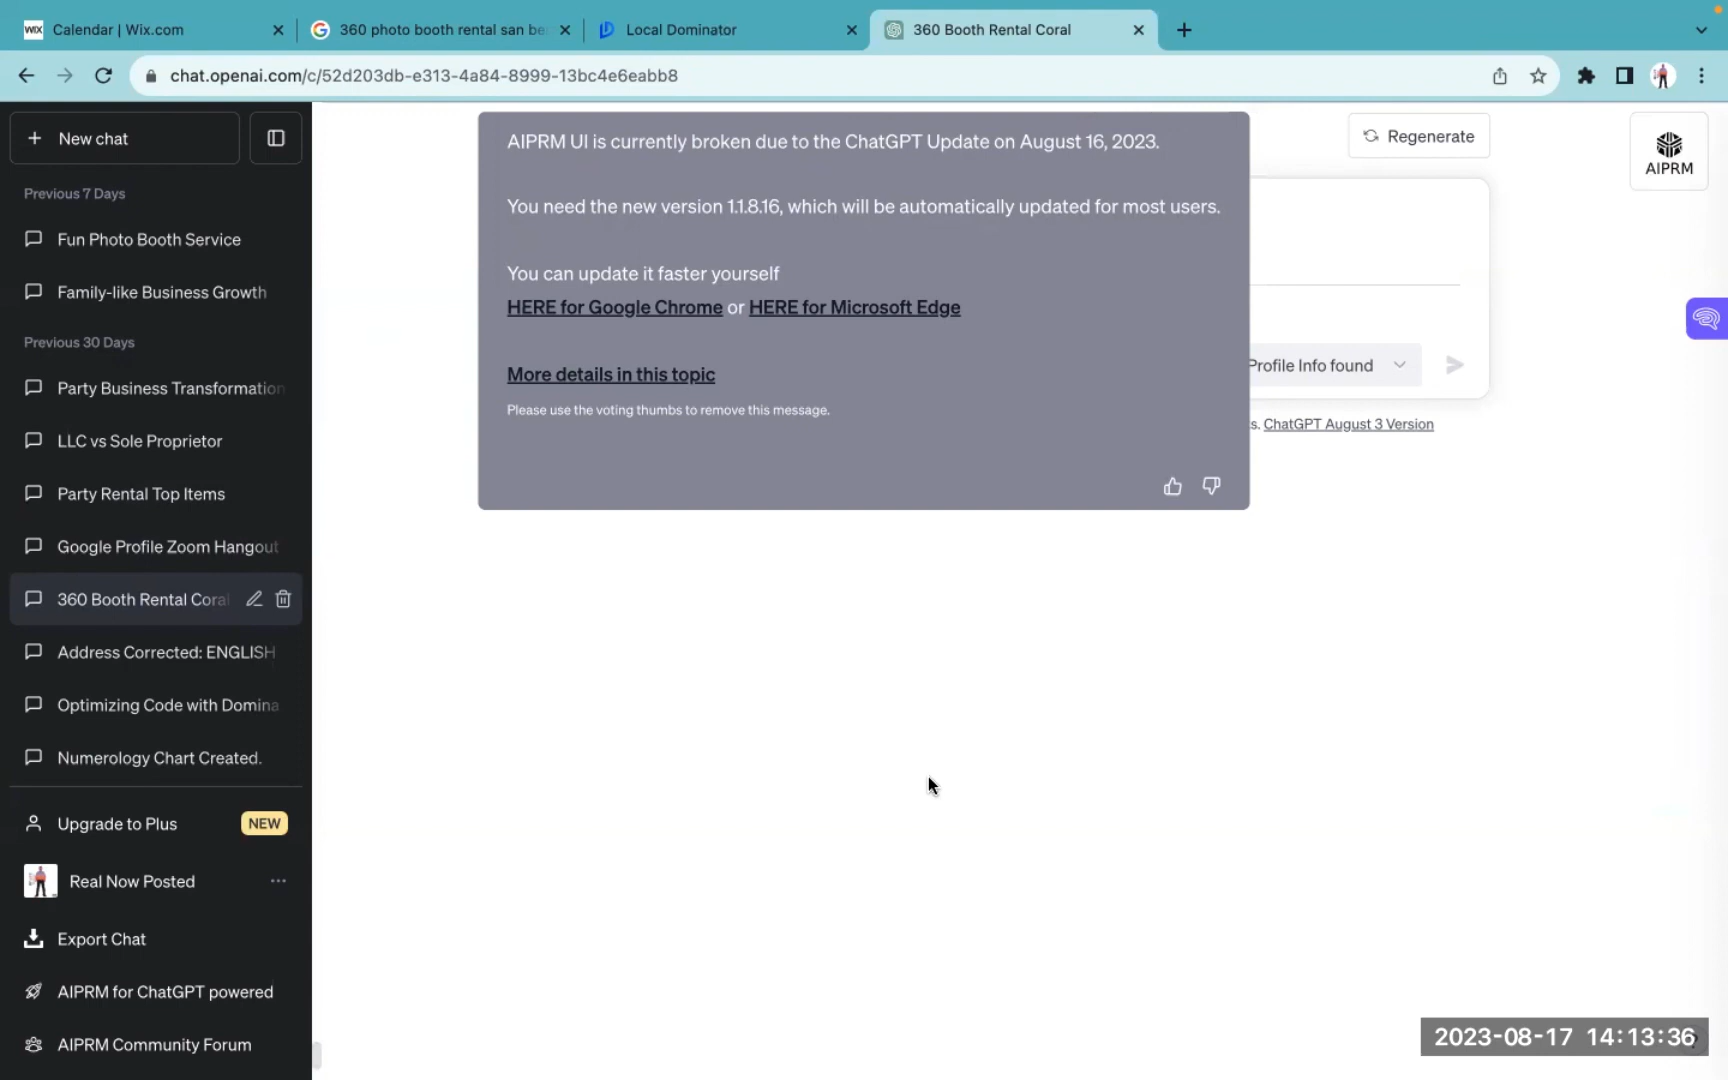 Calendar | Wix.com
360 photo booth rental san be
Local Dominator
360 Booth Rental Coral
chat.openai.com/c/52d203db-e313-4a84-8999-13bc4e6eabb8
New chat
Previous 7 Days
Fun Photo Booth Service
Family-like Business Growth
Previous 30 Days
Party Business Transformation
LLC vs Sole Proprietor
Party Rental Top Items
Google Profile Zoom Hangout
360 Booth Rental Coral
Address Corrected: ENGLISH
Optimizing Code with Domina
Numerology Chart Created.
Upgrade to Plus NEW
Real Now Posted
Export Chat
AIPRM for ChatGPT powered
AIPRM Community Forum
AIPRM UI is currently broken due to the ChatGPT Update on August 16, 2023.
You need the new version 1.1.8.16, which will be automatically updated for most users.
You can update it faster yourself
HERE for Google Chrome or HERE for Microsoft Edge
More details in this topic
Please use the voting thumbs to remove this message.
Regenerate
AIPRM
Profile Info found
s. ChatGPT August 3 Version
2023-08-17 14:13:36